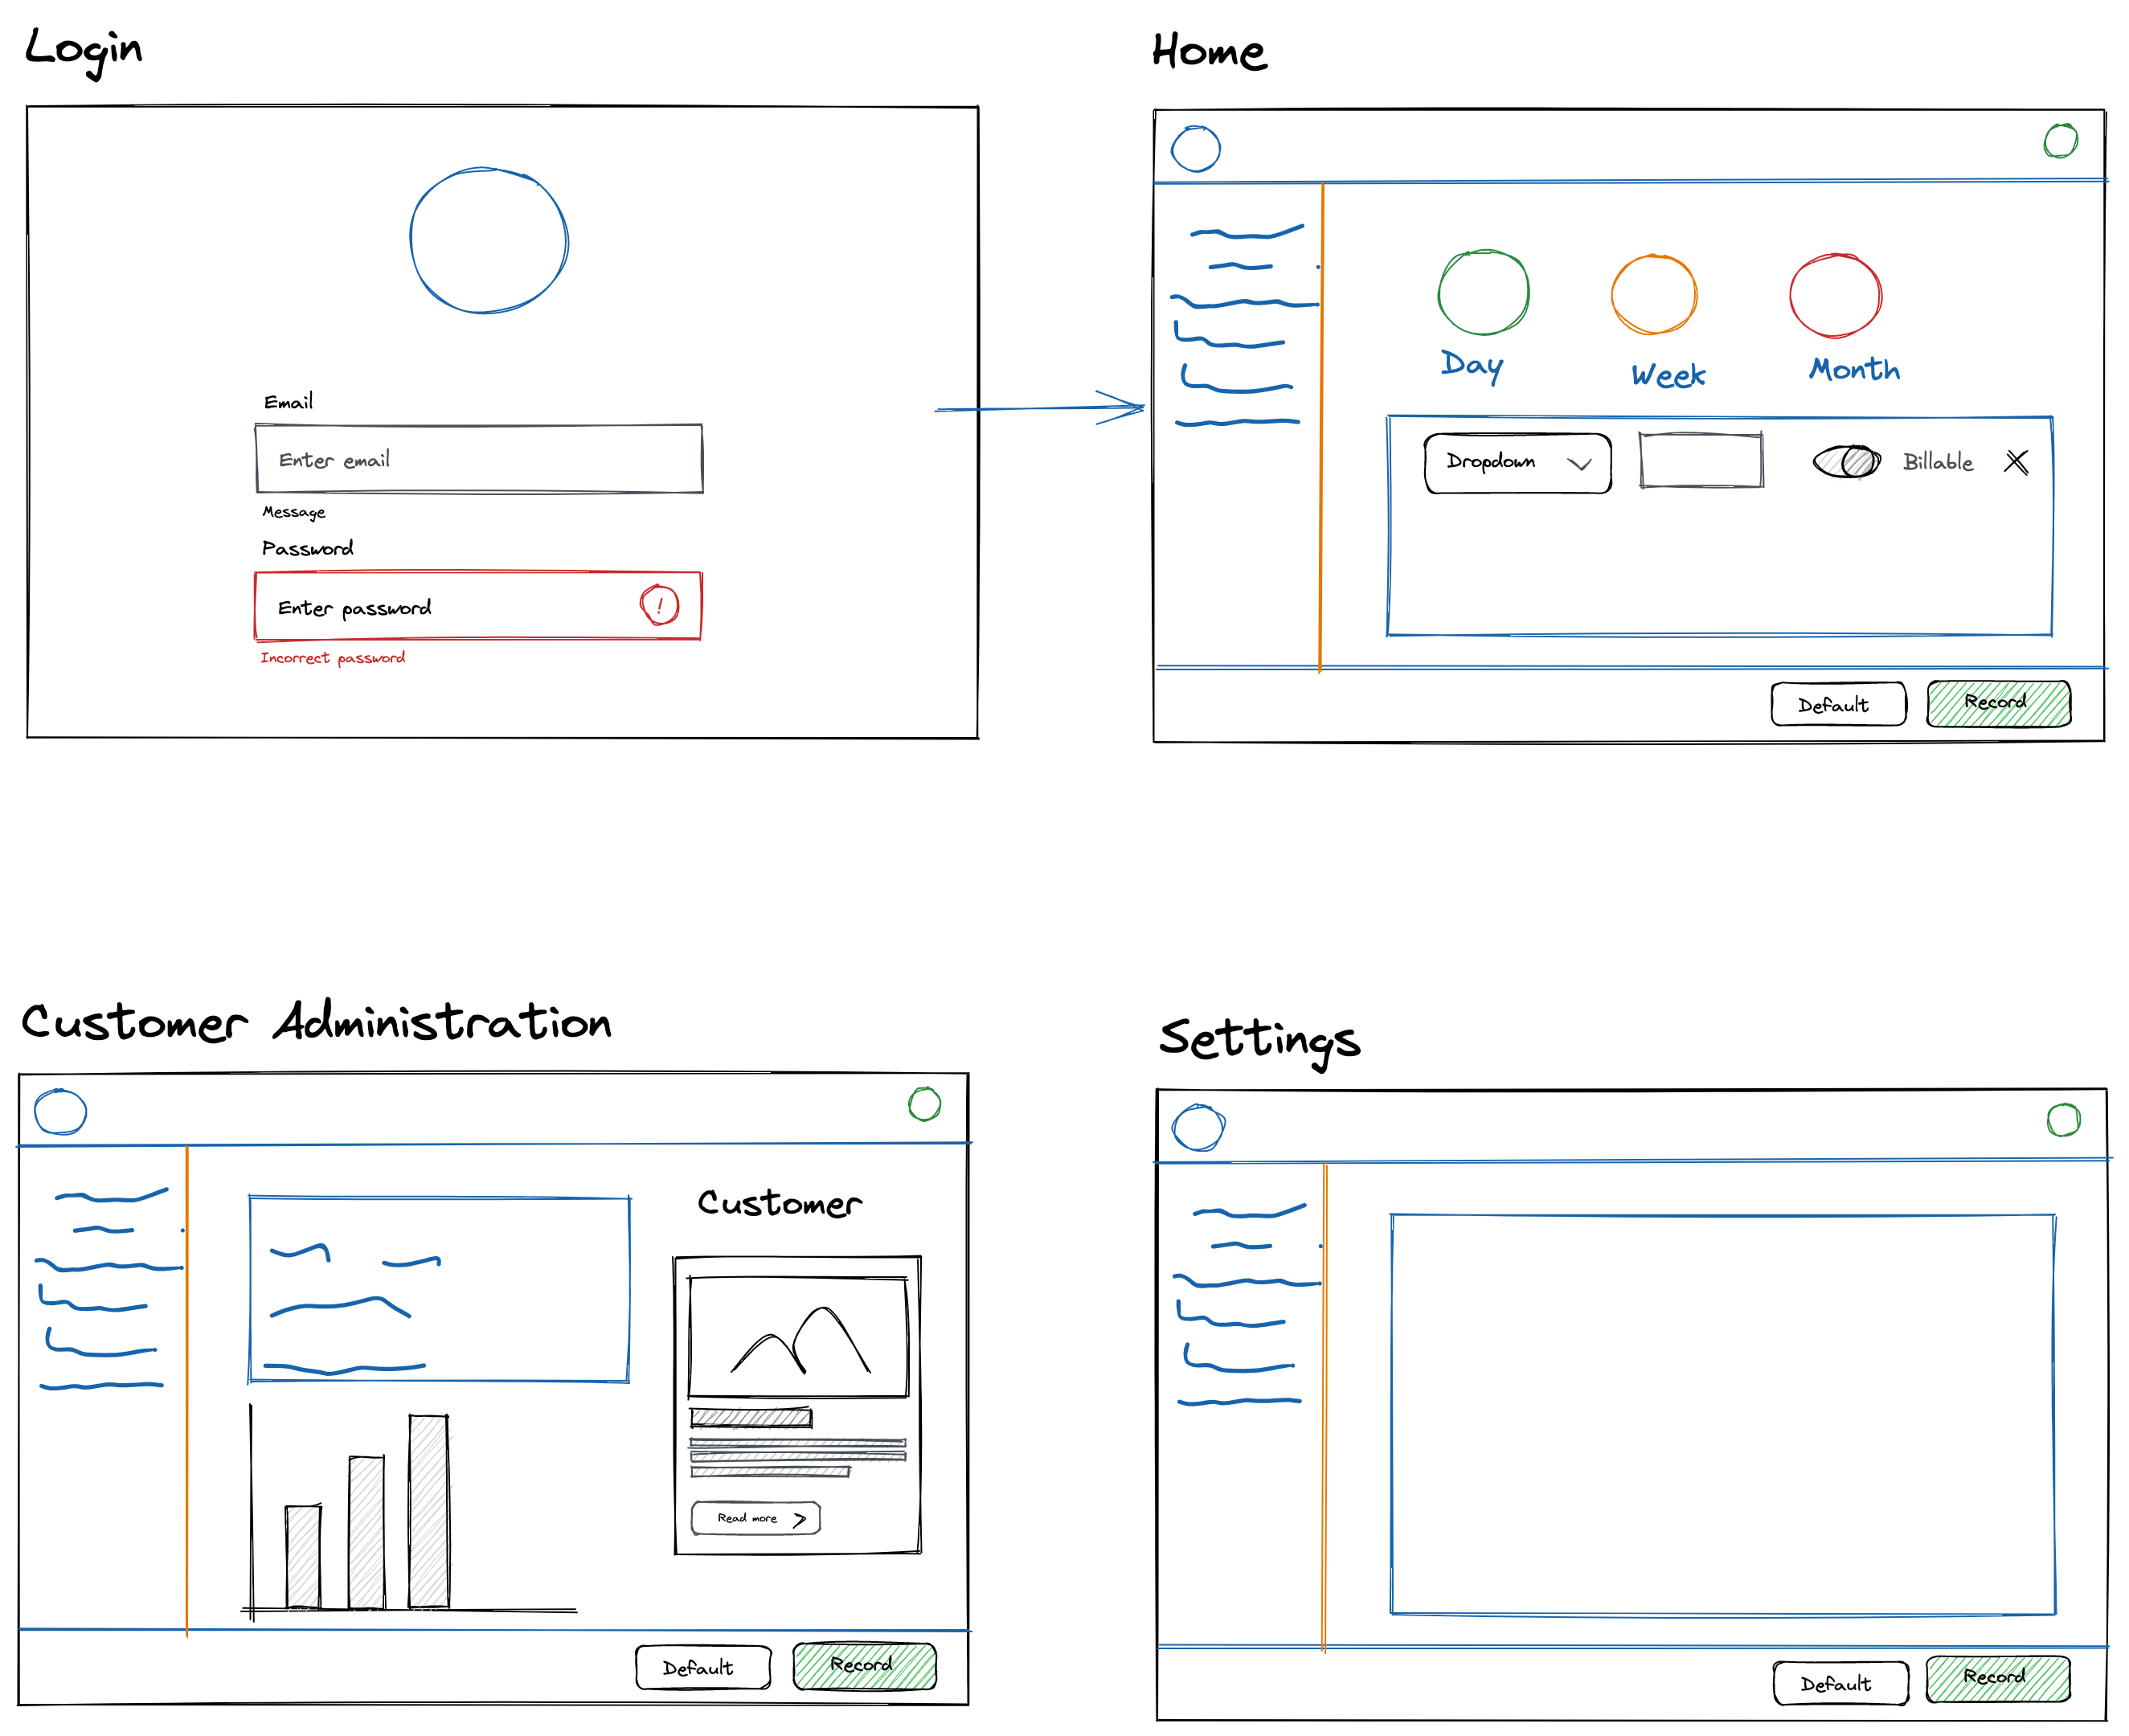 Login
Email
Enter email
Message
Password
Enter password
!
Incorrect password
Home
Day
Week
Month
Dropdown
Billable
Default
Record
Customer Administration
Customer
Read more
Default
Record
Settings
Default
Record